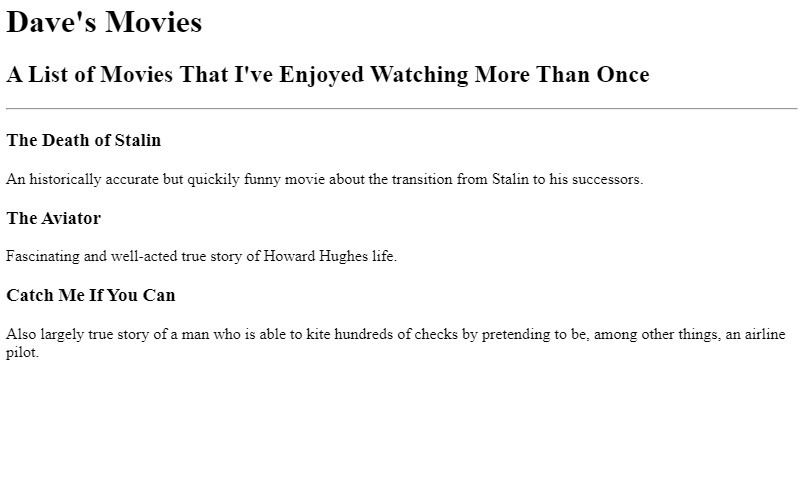 Dave's Movies
A List of Movies That I've Enjoyed Watching More Than Once
The Death of Stalin
An historically accurate but quickily funny movie about the transition from Stalin to his successors.
The Aviator
Fascinating and well-acted true story of Howard Hughes life.
Catch Me If You Can
Also largely true story of a man who is able to kite hundreds of checks by pretending to be, among other things, an airline
pilot.